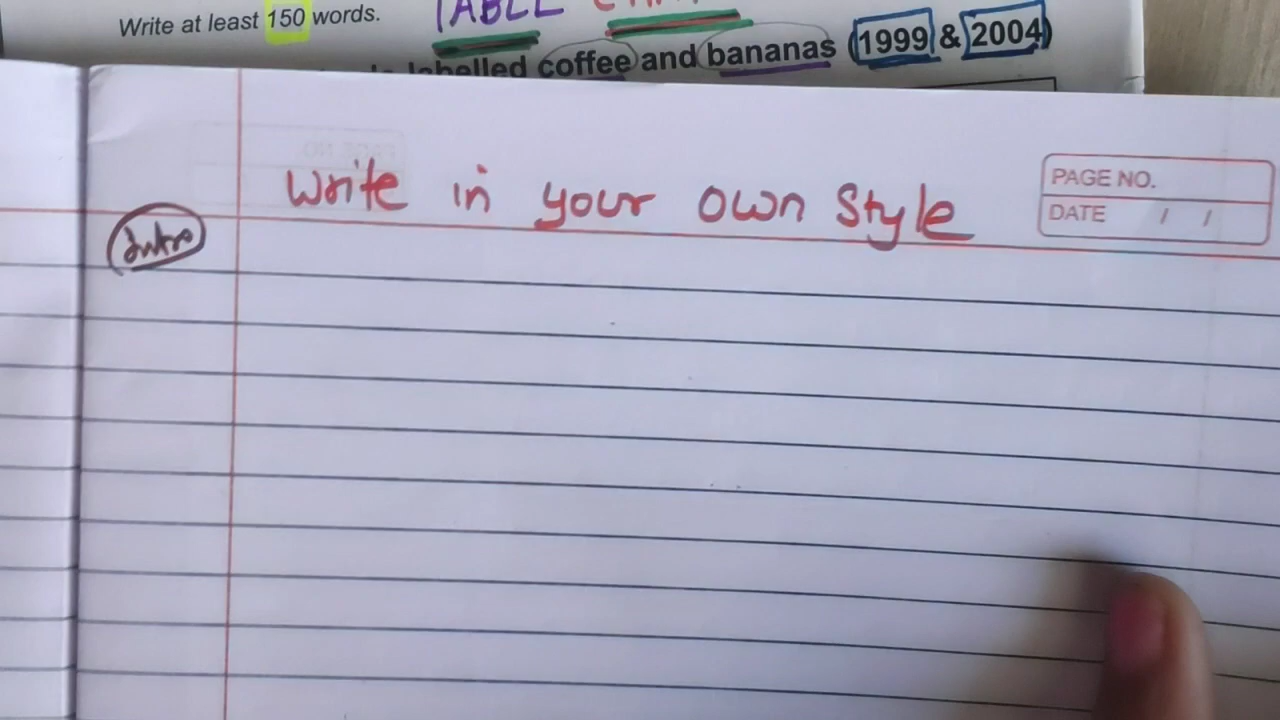 Write at least 150 words.
TABLE
labelled coffee and bananas (1999 & 2004)
Write in your own Style
PAGE NO.
DATE / /
Intro